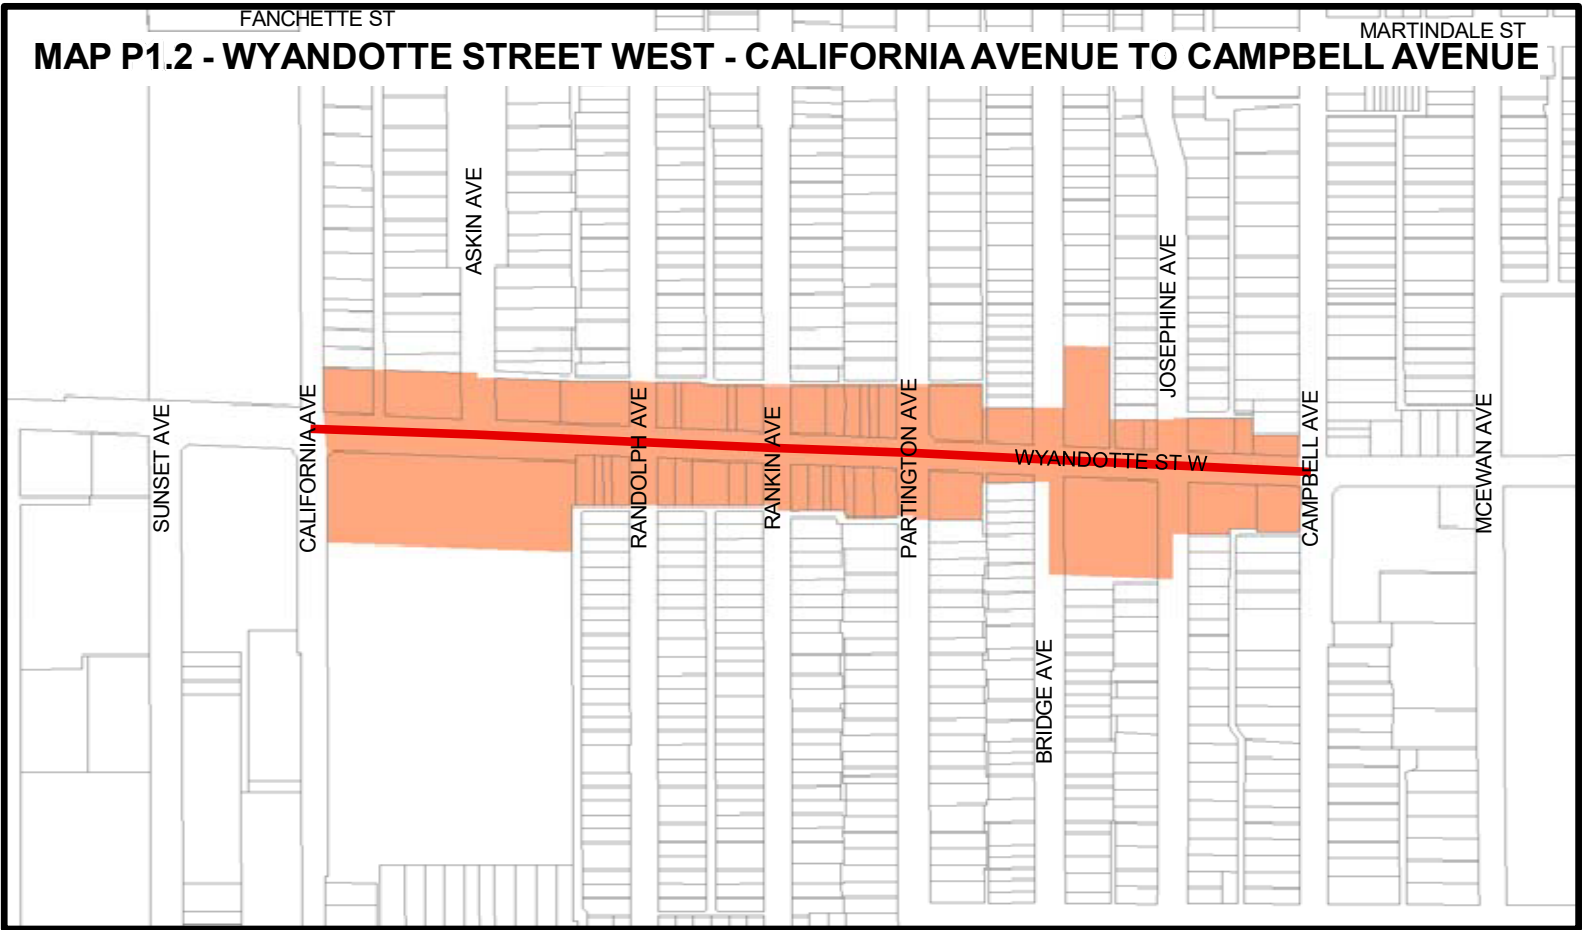 FANCHETTE ST
MARTINDALE ST
MAP P1.2 - WYANDOTTE STREET WEST - CALIFORNIA AVENUE TO CAMPBELL AVENUE
ASKIN AVE
JOSEPHINE AVE
SUNSET AVE
CALIFORNIA AVE
RANDOLPH AVE
RANKIN AVE
PARTINGTON AVE
WYANDOTTE ST W
CAMPBELL AVE
MCEWAN AVE
BRIDGE AVE